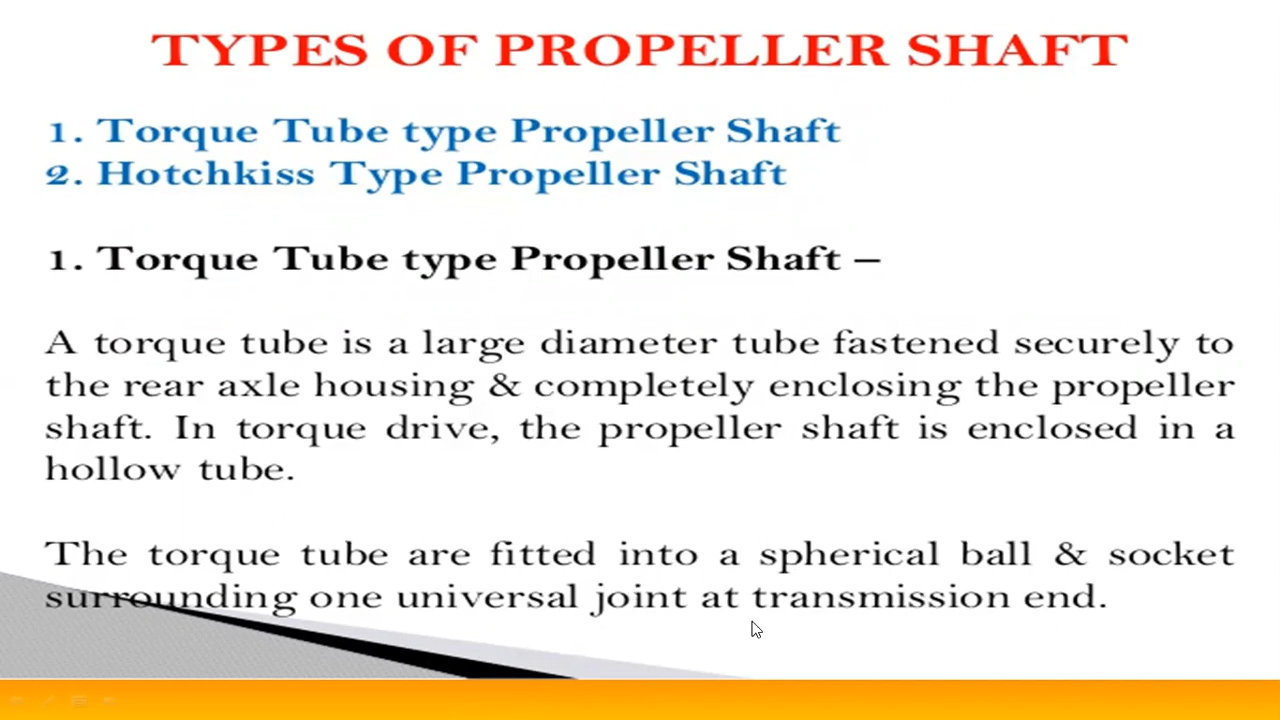 TYPES OF PROPELLER SHAFT
1. Torque Tube type Propeller Shaft
2. Hotchkiss Type Propeller Shaft
1. Torque Tube type Propeller Shaft –
A torque tube is a large diameter tube fastened securely to
the rear axle housing & completely enclosing the propeller
shaft. In torque drive, the propeller shaft is enclosed in a
hollow tube.
The torque tube are fitted into a spherical ball & socket
surrounding one universal joint at transmission end.